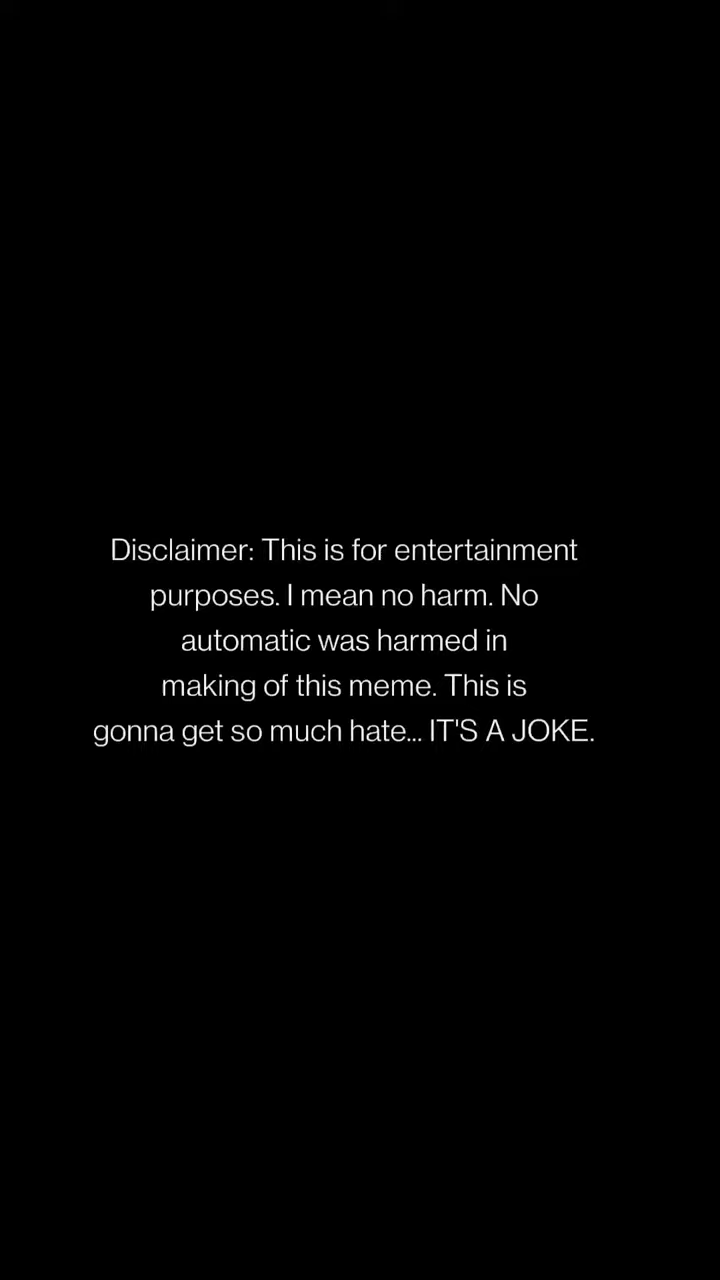 Disclaimer: This is for entertainment
purposes. I mean no harm. No
automatic was harmed in
making of this meme. This is
gonna get so much hate... IT'S A JOKE.